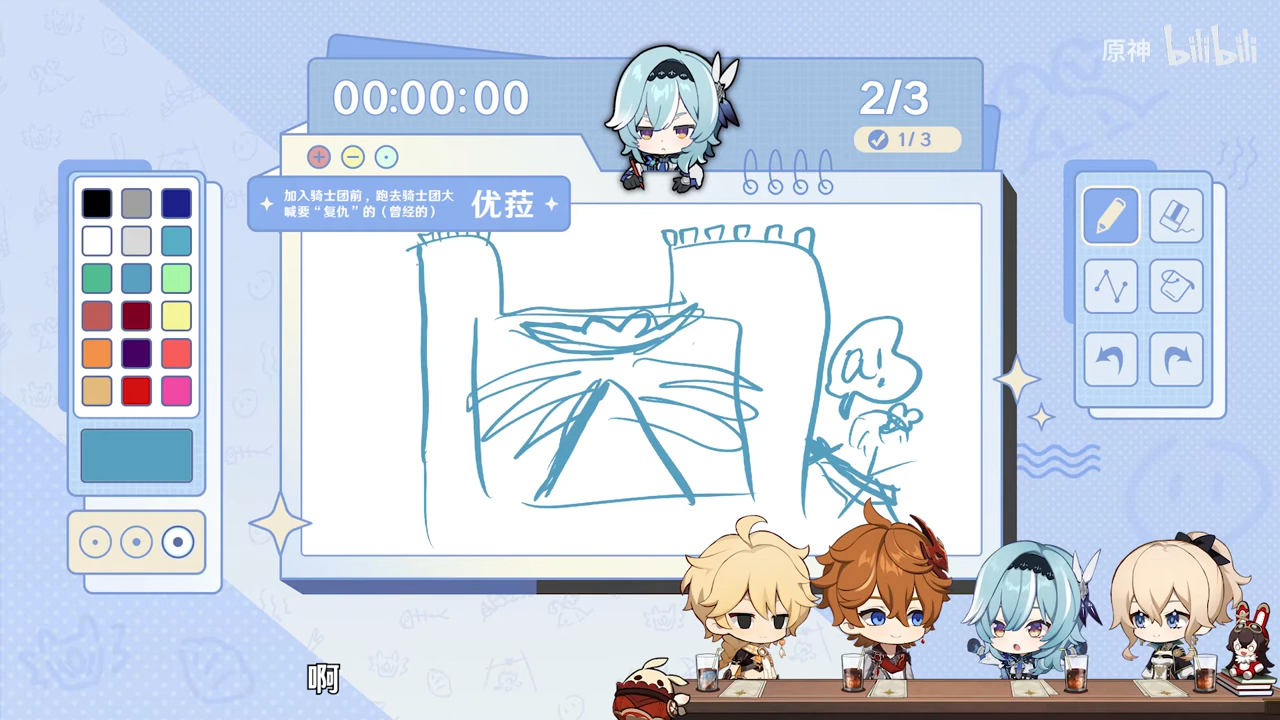 原神 bilibili
00:00:00:00
2/3
1/3
加入骑士团前，跑去骑士团大
喊要“复仇”的（曾经的）
优菈
a!
啊